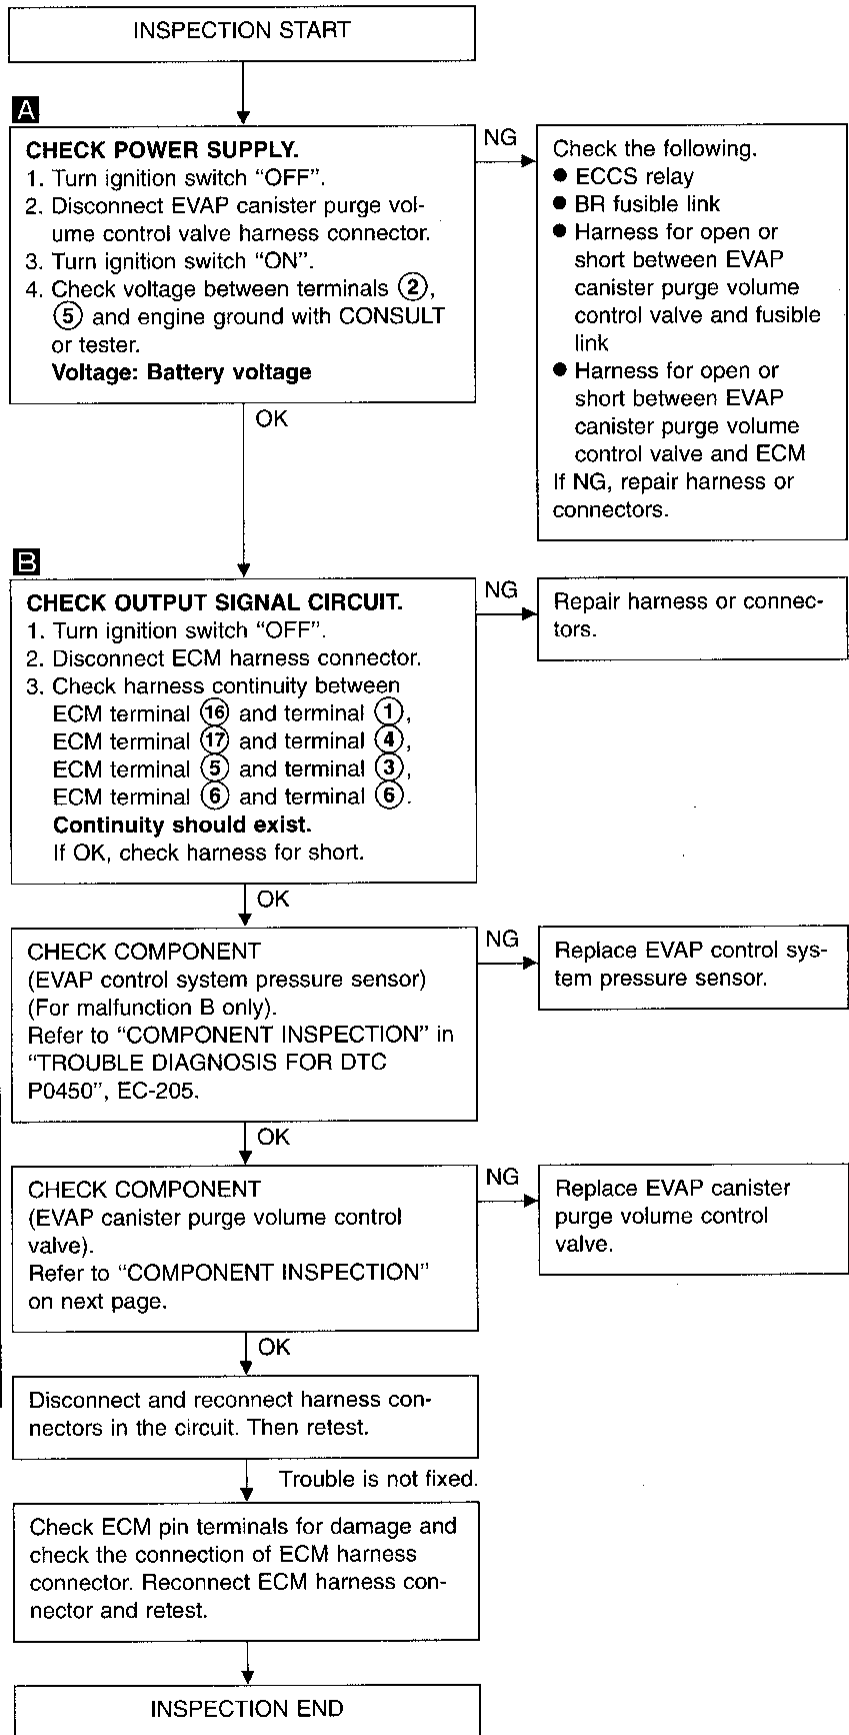 INSPECTION START
A
CHECK POWER SUPPLY.
1. Turn ignition switch “OFF”.
2. Disconnect EVAP canister purge vol-
ume control valve harness connector.
3. Turn ignition switch “ON”.
4. Check voltage between terminals ②,
⑤ and engine ground with CONSULT
or tester.
Voltage: Battery voltage
NG
Check the following.
● ECCS relay
● BR fusible link
● Harness for open or
short between EVAP
canister purge volume
control valve and fusible
link
● Harness for open or
short between EVAP
canister purge volume
control valve and ECM
If NG, repair harness or
connectors.
OK
B
CHECK OUTPUT SIGNAL CIRCUIT.
1. Turn ignition switch “OFF”.
2. Disconnect ECM harness connector.
3. Check harness continuity between
ECM terminal ⑯ and terminal ①,
ECM terminal ⑰ and terminal ④,
ECM terminal ⑤ and terminal ③,
ECM terminal ⑥ and terminal ⑥.
Continuity should exist.
If OK, check harness for short.
NG
Repair harness or connec-
tors.
OK
CHECK COMPONENT
(EVAP control system pressure sensor)
(For malfunction B only).
Refer to “COMPONENT INSPECTION” in
“TROUBLE DIAGNOSIS FOR DTC
P0450”, EC-205.
NG
Replace EVAP control sys-
tem pressure sensor.
OK
CHECK COMPONENT
(EVAP canister purge volume control
valve).
Refer to “COMPONENT INSPECTION”
on next page.
NG
Replace EVAP canister
purge volume control
valve.
OK
Disconnect and reconnect harness con-
nectors in the circuit. Then retest.
Trouble is not fixed.
Check ECM pin terminals for damage and
check the connection of ECM harness
connector. Reconnect ECM harness con-
nector and retest.
INSPECTION END